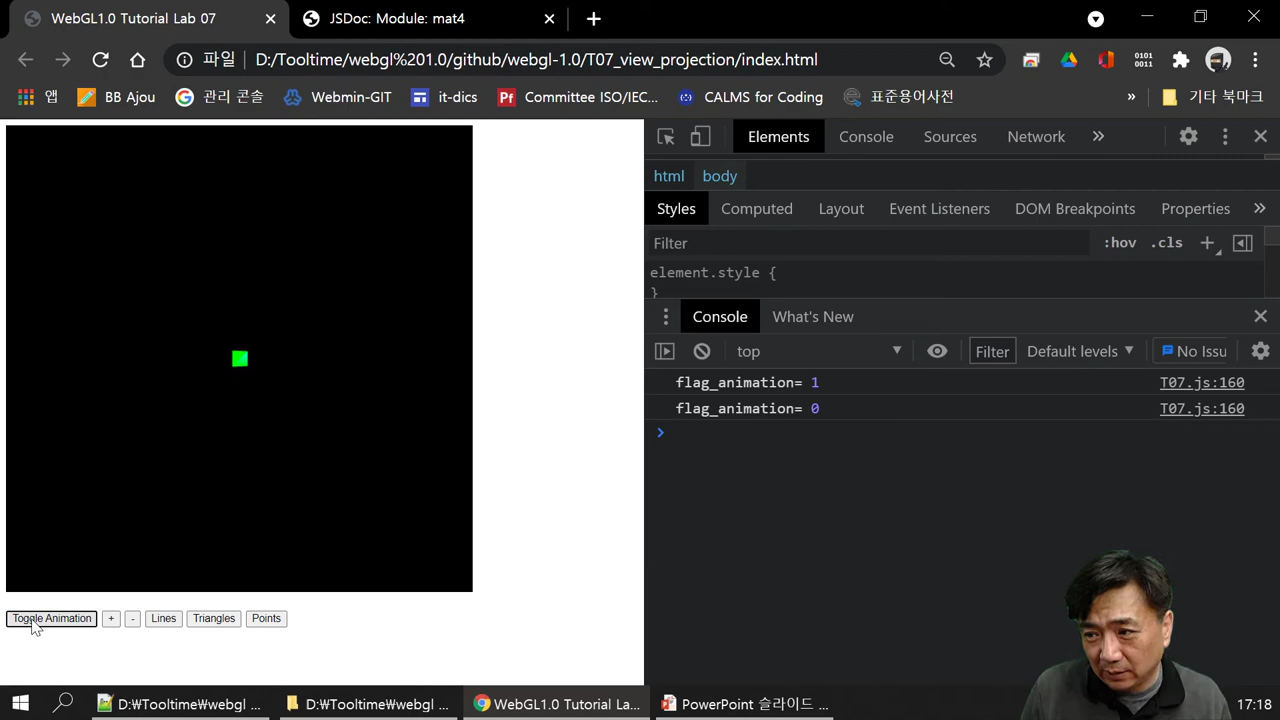 WebGL1.0 Tutorial Lab 07
JSDoc: Module: mat4
파일 D:/Tooltime/webgl%201.0/github/webgl-1.0/T07_view_projection/index.html
0101
0011
앱 BB Ajou 관리 콘솔 Webmin-GIT it-dics Pf Committee ISO/IEC... CALMS for Coding 표준용어사전 » 기타 북마크
Elements Console Sources Network »
html body
Styles Computed Layout Event Listeners DOM Breakpoints Properties »
Filter :hov .cls +
element.style {
}
Console What's New
top Filter Default levels No Issu
flag_animation= 1 T07.js:160
flag_animation= 0 T07.js:160
>
Toggle Animation + - Lines Triangles Points
D:₩Tooltime₩webgl ... D:₩Tooltime₩webgl ... WebGL1.0 Tutorial La... PowerPoint 슬라이드 ... 17:18